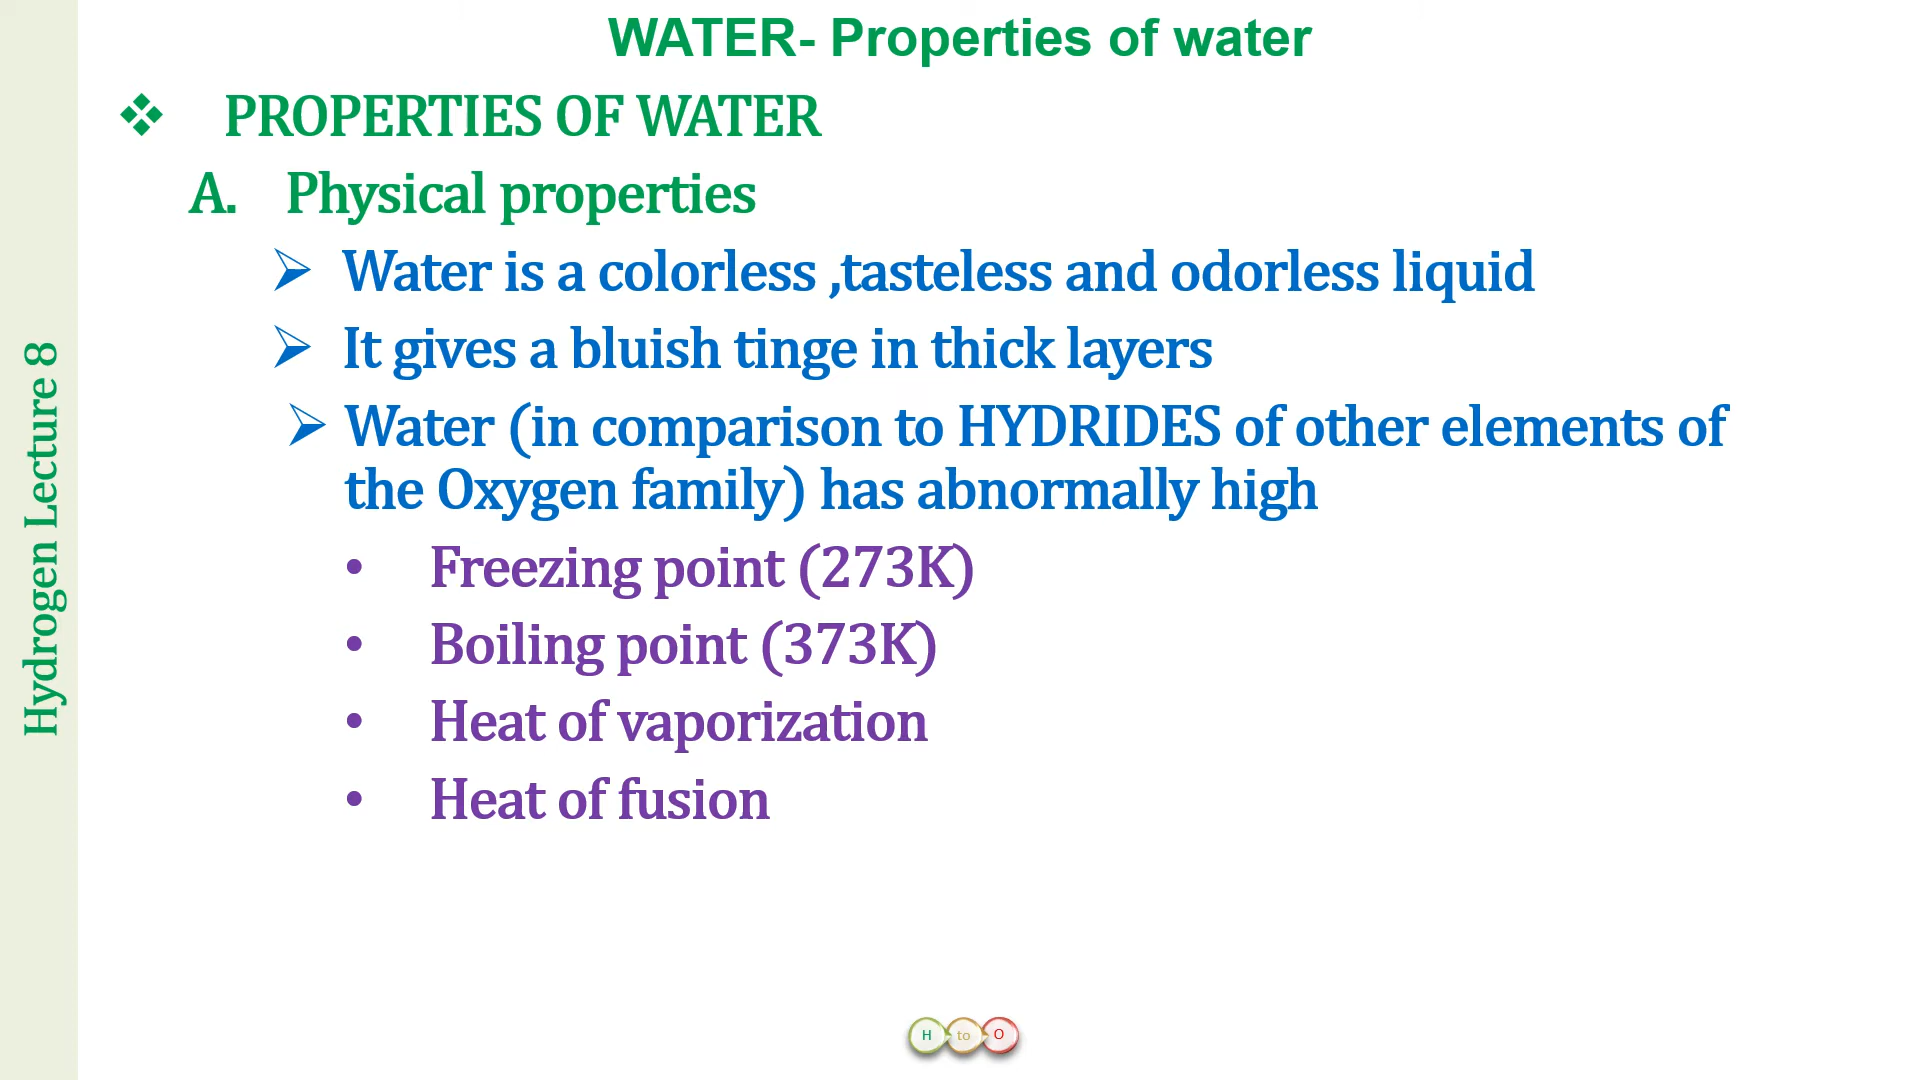 WATER- Properties of water
❖ PROPERTIES OF WATER
A. Physical properties
➢ Water is a colorless ,tasteless and odorless liquid
➢ It gives a bluish tinge in thick layers
➢ Water (in comparison to HYDRIDES of other elements of
the Oxygen family) has abnormally high
• Freezing point (273K)
• Boiling point (373K)
• Heat of vaporization
• Heat of fusion
Hydrogen Lecture 8
H to O